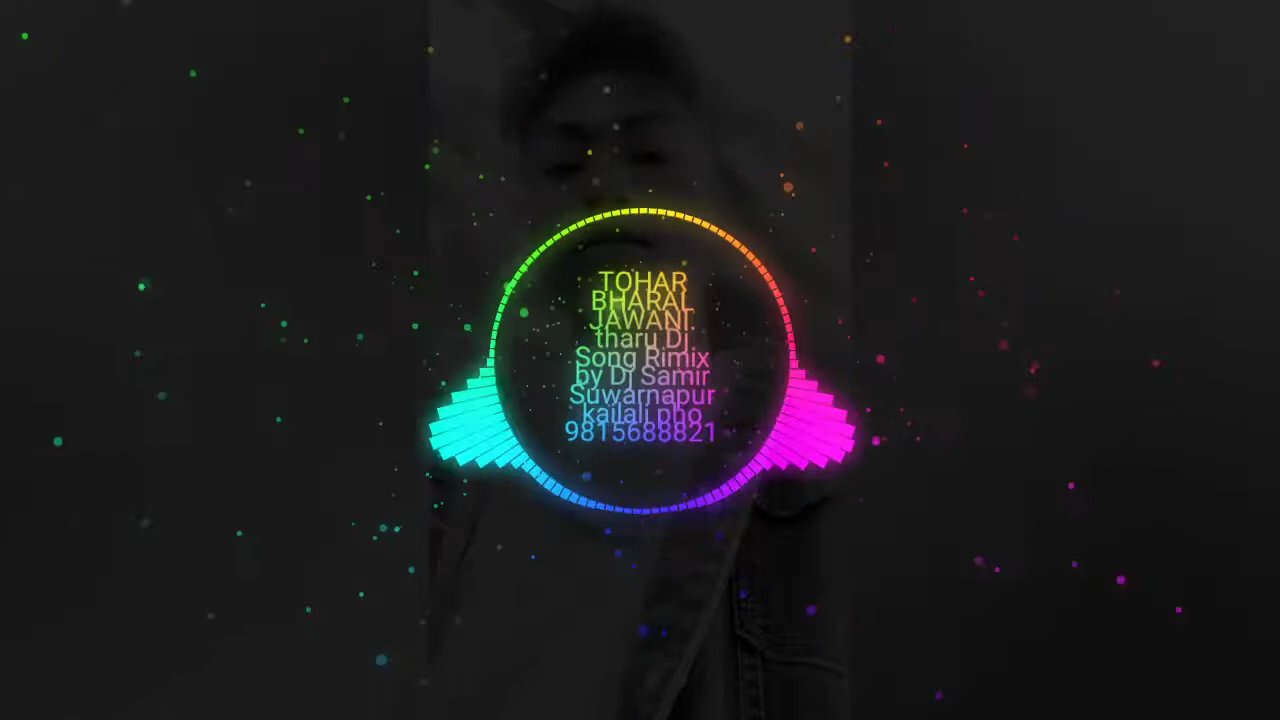 TOHAR
BHARAL
JAWANI
tharu Dj
Song Rimix
by Dj Samir
Suwarnapur
kailali pho
9815688821